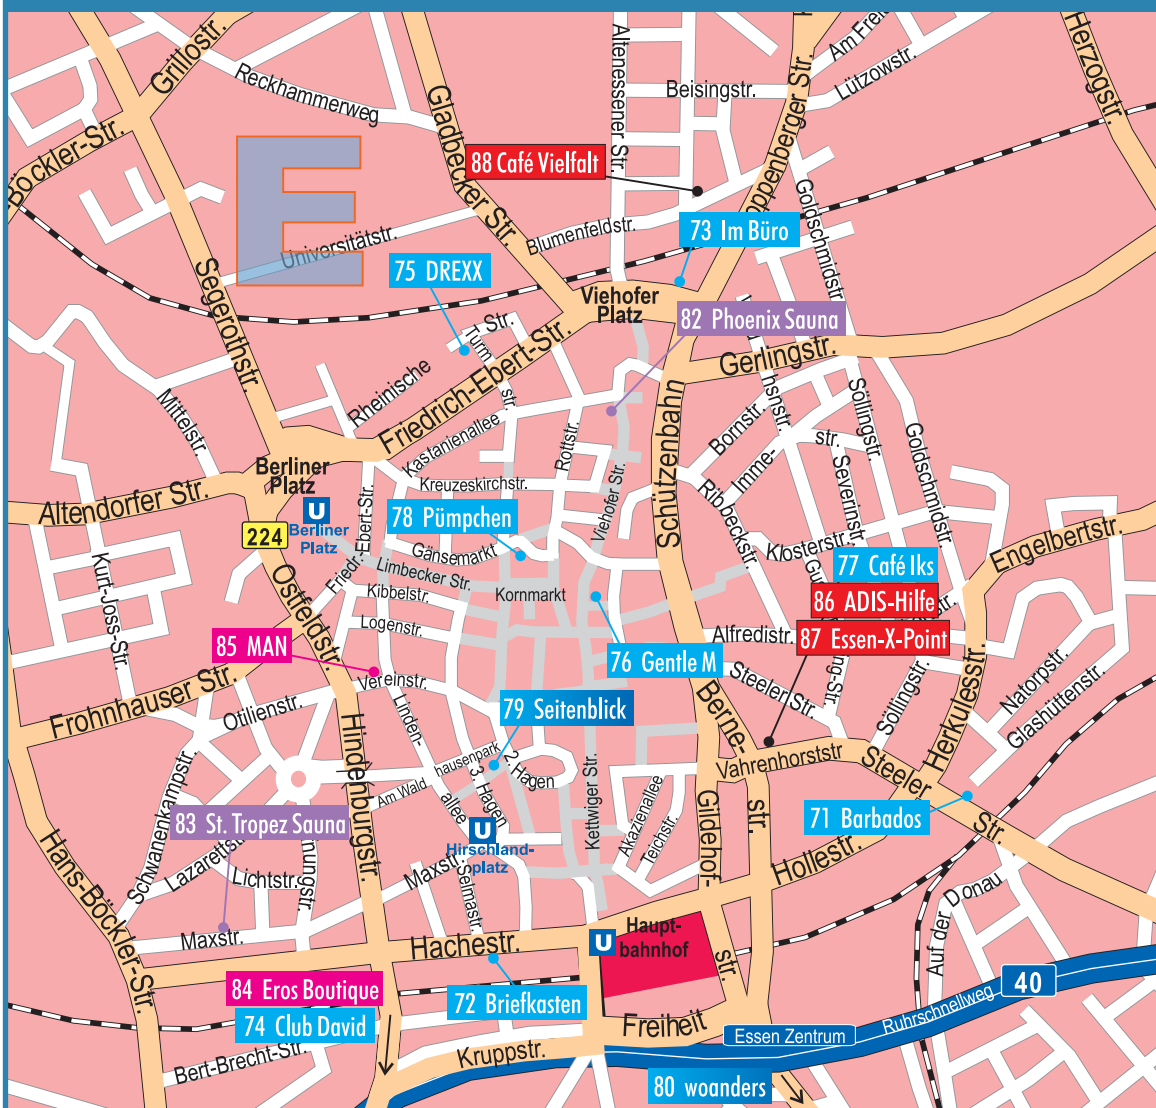 Grillostr.
Reckhammerweg
Böckler-Str.
Gladbecker Str.
Altenessener Str.
Beisingstr.
Lützowstr.
Herzogstr.
88 Café Vielfalt
E
Universitätstr.
Blumenfeldstr.
73 Im Büro
Goldschmidtstr.
75 DREXX
Segerothstr.
Viehofer
Platz
82 Phoenix Sauna
Gerlingstr.
Turm
Str.
str.
Rheinische
Friedrich-Ebert-Str.
Mittelstr.
Kastanienallee
Rottstr.
Schützenbahn
Bornstr.
Imme-
str.
Söllingstr.
Severinstr.
Goldschmidtstr.
Berliner
Platz
Altendorfer Str.
Kreuzeskirchstr.
Viehofer Str.
Ribbeckstr.
U
Berliner
Platz
224
Friedr.-Ebert-Str.
78 Pümpchen
Gänsemarkt
Limbecker Str.
Kornmarkt
Kibbelstr.
Logenstr.
Klosterstr.
Engelbertstr.
77 Café Iks
86 ADIS-Hilfe
87 Essen-X-Point
Alfredistr.
Kurt-Joss-Str.
Ostfeldstr.
85 MAN
Vereinstr.
76 Gentle M
Steeler Str.
Söllingstr.
Herkulesstr.
Natorpstr.
Glashüttenstr.
Frohnhauser Str.
Otilienstr.
Linden-
allee
79 Seitenblick
Berne-
str.
Vahrenhorststr
Steeler
Str.
Schwanenkampstr.
Hindenburgstr.
Am Wald
hausenpark
2. Hagen
3. Hagen
Kettwiger Str.
Akazienallee
Teichstr.
Gildehof-
str.
71 Barbados
83 St. Tropez Sauna
U
Hirschland-
platz
Hans-Böckler-Str.
Lichtstr.
Maxstr.
Selmastr.
Hollestr.
Maxstr.
Hachestr.
U
Haupt-
bahnhof
Auf der Donau
84 Eros Boutique
74 Club David
72 Briefkasten
Freiheit
Essen Zentrum
Ruhrschnellweg
40
Bert-Brecht-Str.
Kruppstr.
80 woanders